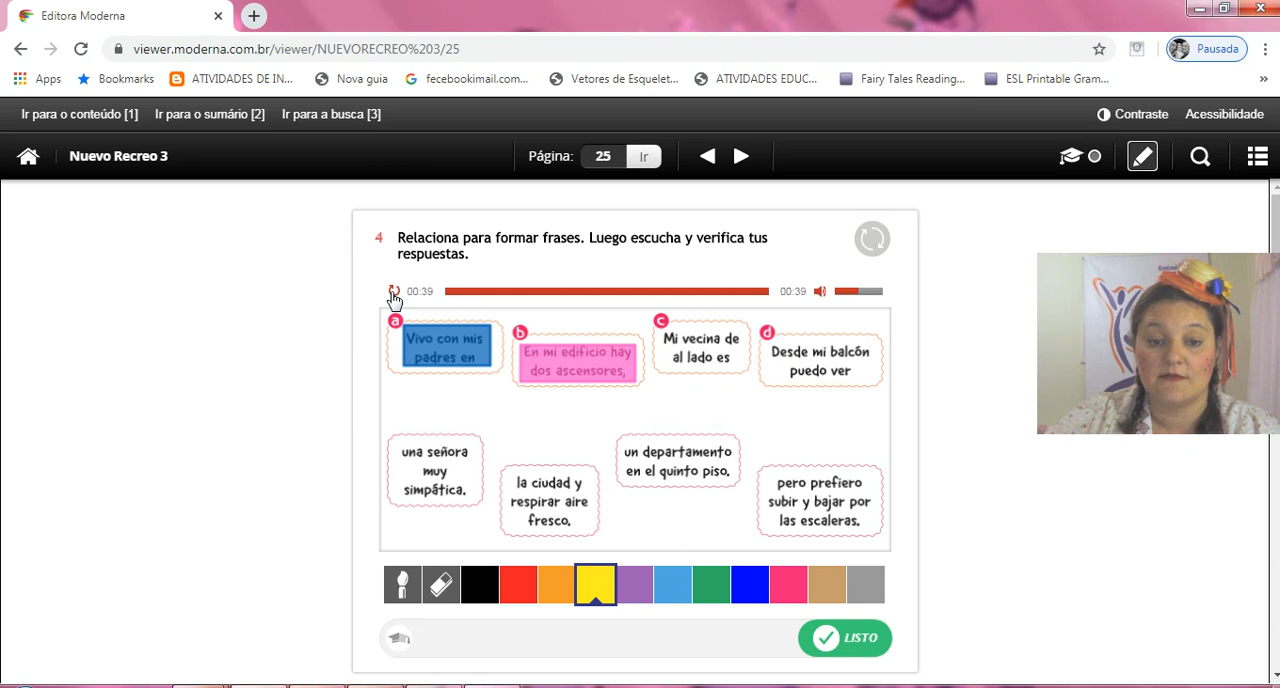 Editora Moderna
viewer.moderna.com.br/viewer/NUEVORECREO%203/25
Pausada
Apps
Bookmarks
ATIVIDADES DE IN...
Nova guia
fecebookimail.com...
Vetores de Esquelet...
ATIVIDADES EDUC...
Fairy Tales Reading...
ESL Printable Gram...
»
Ir para o conteúdo [1]
Ir para o sumário [2]
Ir para a busca [3]
Contraste
Acessibilidade
Nuevo Recreo 3
Página:
25
Ir
4 Relaciona para formar frases. Luego escucha y verifica tus
respuestas.
00:39
00:39
a
Vivo con mis
padres en
b
En mi edificio hay
dos ascensores,
c
Mi vecina de
al lado es
d
Desde mi balcón
puedo ver
una señora
muy
simpática.
la ciudad y
respirar aire
fresco.
un departamento
en el quinto piso.
pero prefiero
subir y bajar por
las escaleras.
LISTO